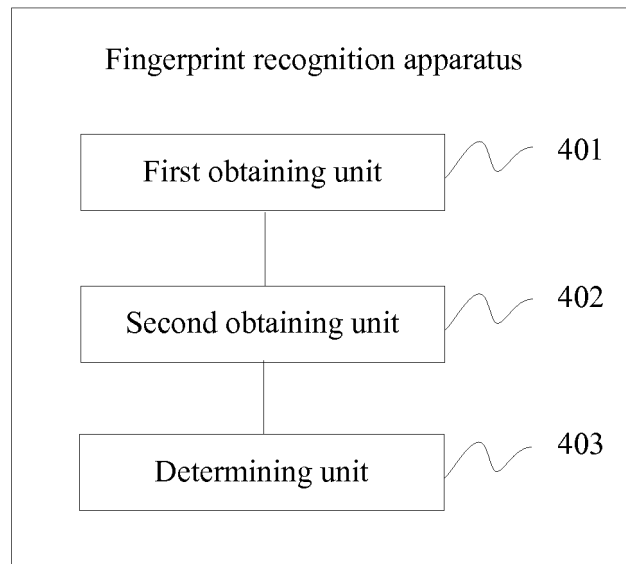 Fingerprint recognition apparatus
First obtaining unit
401
Second obtaining unit
402
Determining unit
403